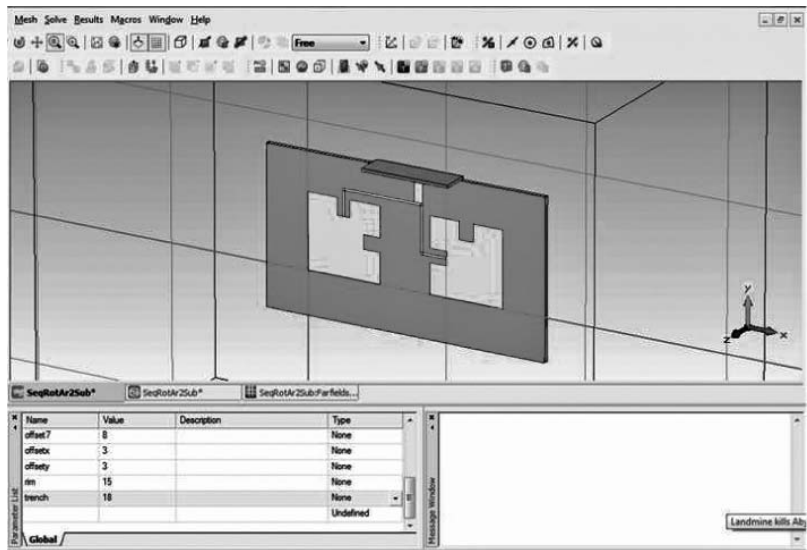 Mesh Solve Results Macros Window Help
Free
y
x
z
SeqRotAr2Sub*
SeqRotAr2Sub*
SeqRotAr2Sub:Farfields...
Name Value Description Type
offset7 8 None
offsetx 3 None
offsety 3 None
rim 15 None
trench 18 None
Undefined
Global
Parameter List
Message Window
Landmine kills Ab